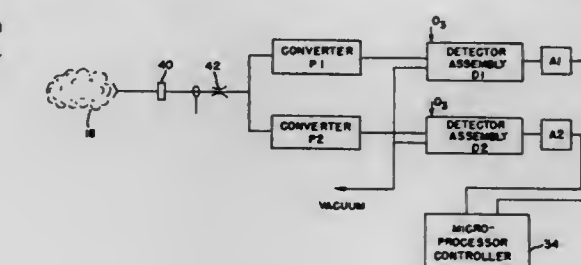 O3
CONVERTER
P1
DETECTOR
ASSEMBLY
D1
A1
40
42
18
O3
CONVERTER
P2
DETECTOR
ASSEMBLY
D2
A2
VACUUM
MICRO-
PROCESSOR
CONTROLLER
34